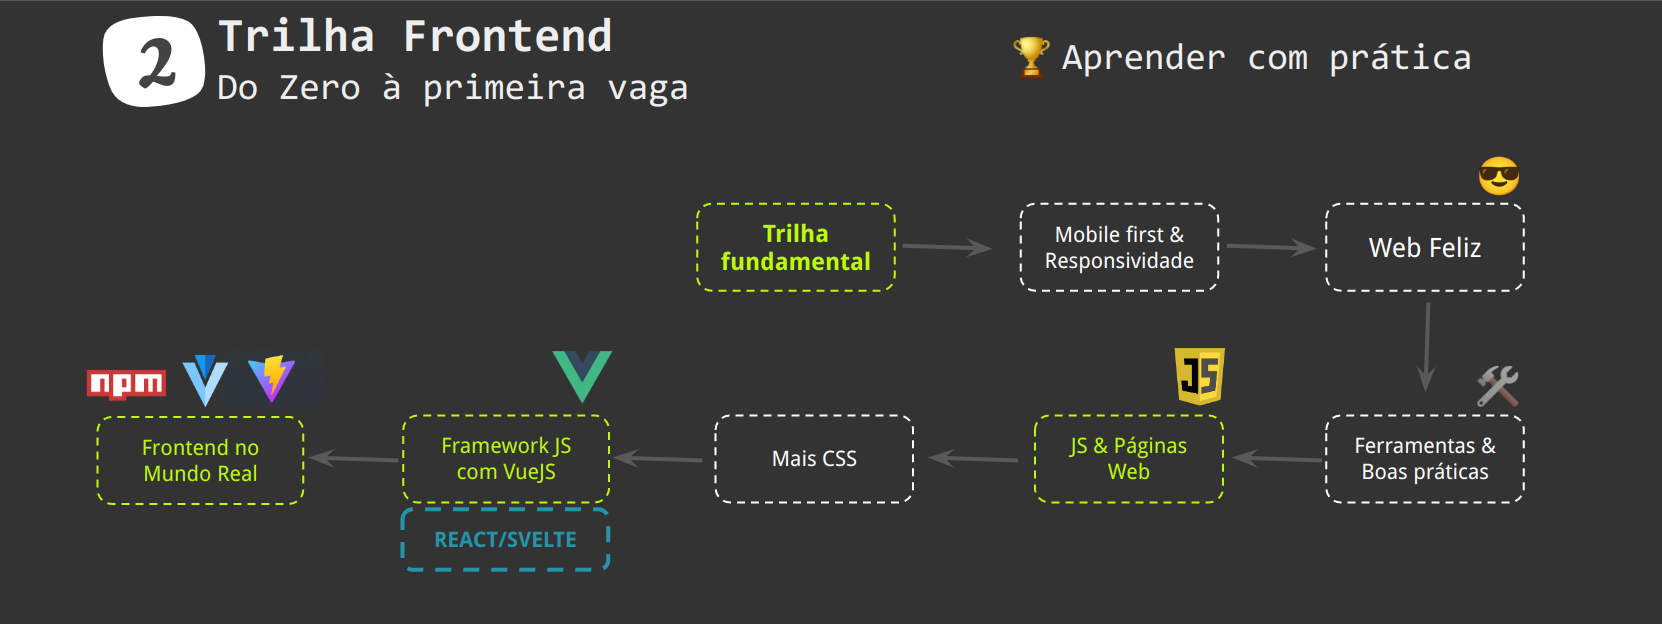 2
Trilha Frontend
Do Zero à primeira vaga
Aprender com prática
Trilha
fundamental
Mobile first &
Responsividade
Web Feliz
npm
JS
Frontend no
Mundo Real
Framework JS
com VueJS
Mais CSS
JS & Páginas
Web
Ferramentas &
Boas práticas
REACT/SVELTE